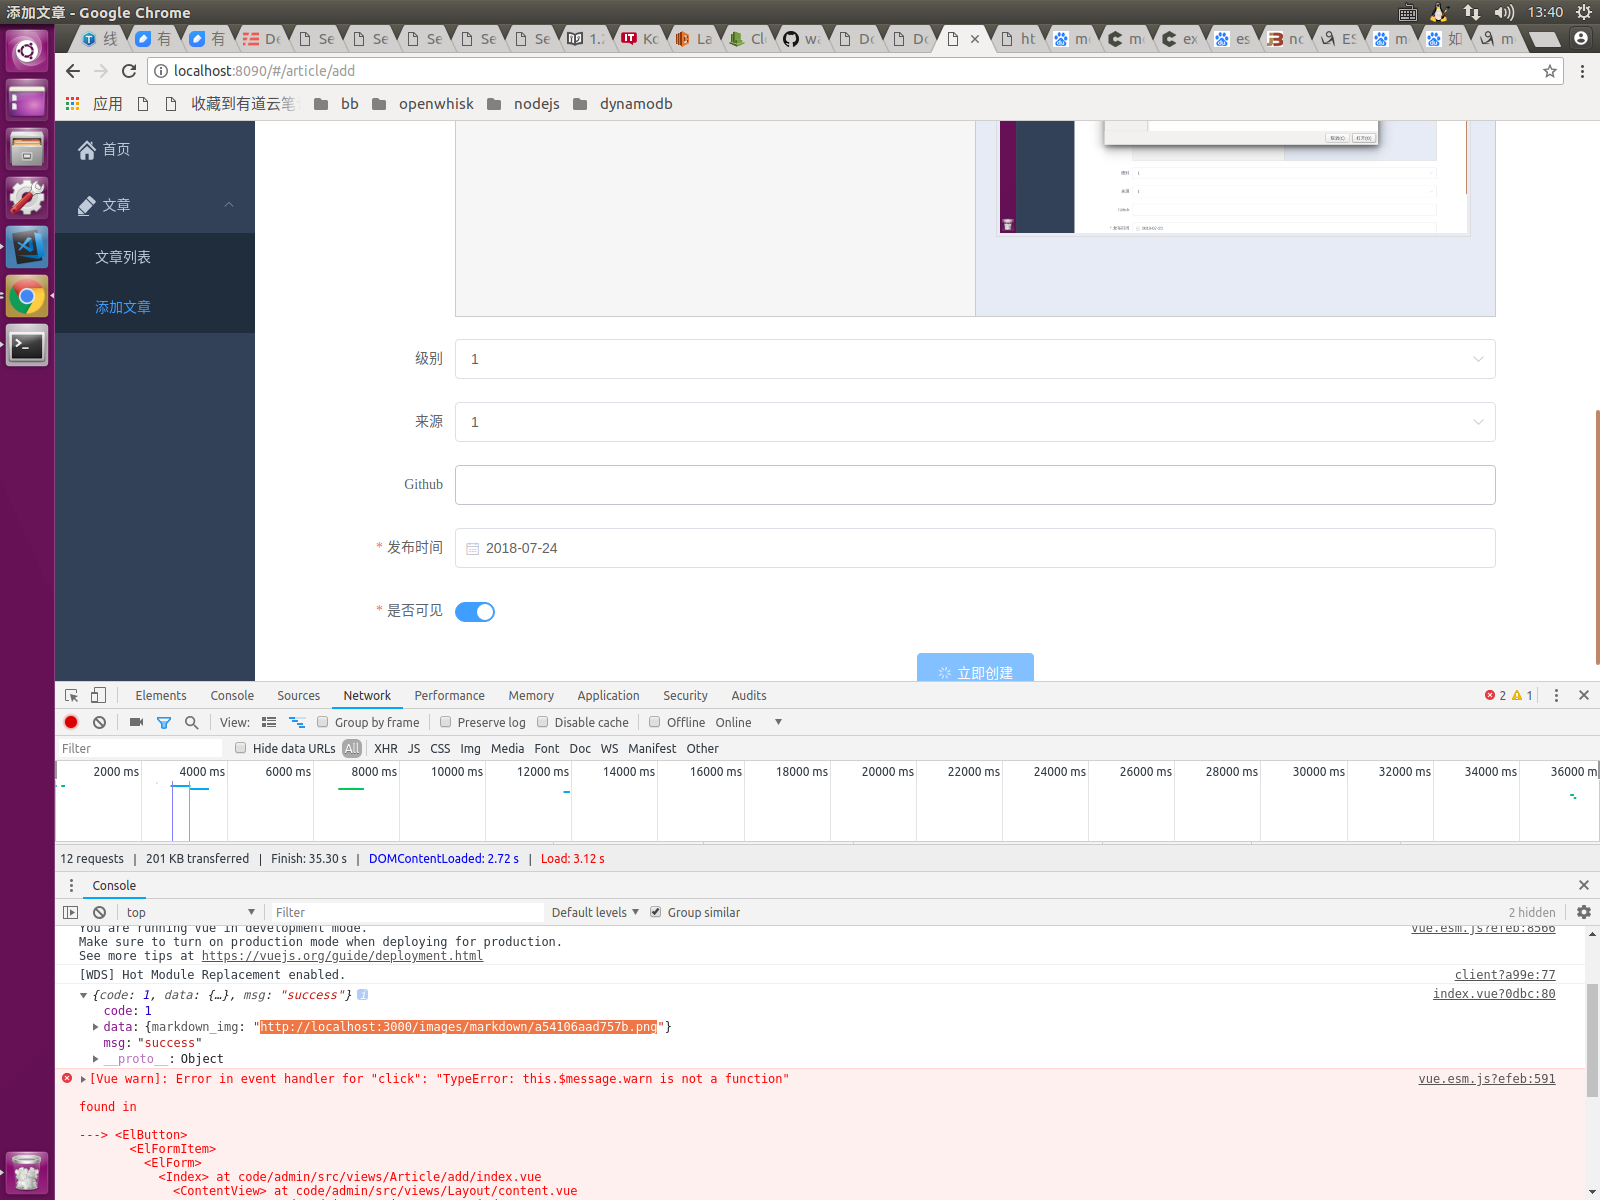 添加文章 - Google Chrome
13:40
线
有
有
De
Se
Se
Se
Se
Se
1.
Kc
La
Cl
w
Do
Do
ht
m
m
ex
es
nc
ES
m
如
m
localhost:8090/#/article/add
应用
收藏到有道云笔
bb
openwhisk
nodejs
dynamodb
首页
文章
文章列表
添加文章
级别
1
来源
1
Github
* 发布时间
2018-07-24
* 是否可见
立即创建
Elements
Console
Sources
Network
Performance
Memory
Application
Security
Audits
2
1
View:
Group by frame
Preserve log
Disable cache
Offline
Online
Filter
Hide data URLs
All
XHR
JS
CSS
Img
Media
Font
Doc
WS
Manifest
Other
2000 ms
4000 ms
6000 ms
8000 ms
10000 ms
12000 ms
14000 ms
16000 ms
18000 ms
20000 ms
22000 ms
24000 ms
26000 ms
28000 ms
30000 ms
32000 ms
34000 ms
36000 m
12 requests | 201 KB transferred | Finish: 35.30 s | DOMContentLoaded: 2.72 s | Load: 3.12 s
Console
top
Filter
Default levels
Group similar
2 hidden
You are running Vue in development mode.
vue.esm.js?efeb:8566
Make sure to turn on production mode when deploying for production.
See more tips at https://vuejs.org/guide/deployment.html
[WDS] Hot Module Replacement enabled.
client?a99e:77
{code: 1, data: {…}, msg: "success"}
index.vue?0dbc:80
code: 1
data: {markdown_img: "http://localhost:3000/images/markdown/a54106aad757b.png"}
msg: "success"
__proto__: Object
[Vue warn]: Error in event handler for "click": "TypeError: this.$message.warn is not a function"
vue.esm.js?efeb:591
found in
---> <ElButton>
<ElFormItem>
<ElForm>
<Index> at code/admin/src/views/Article/add/index.vue
<ContentView> at code/admin/src/views/Layout/content.vue